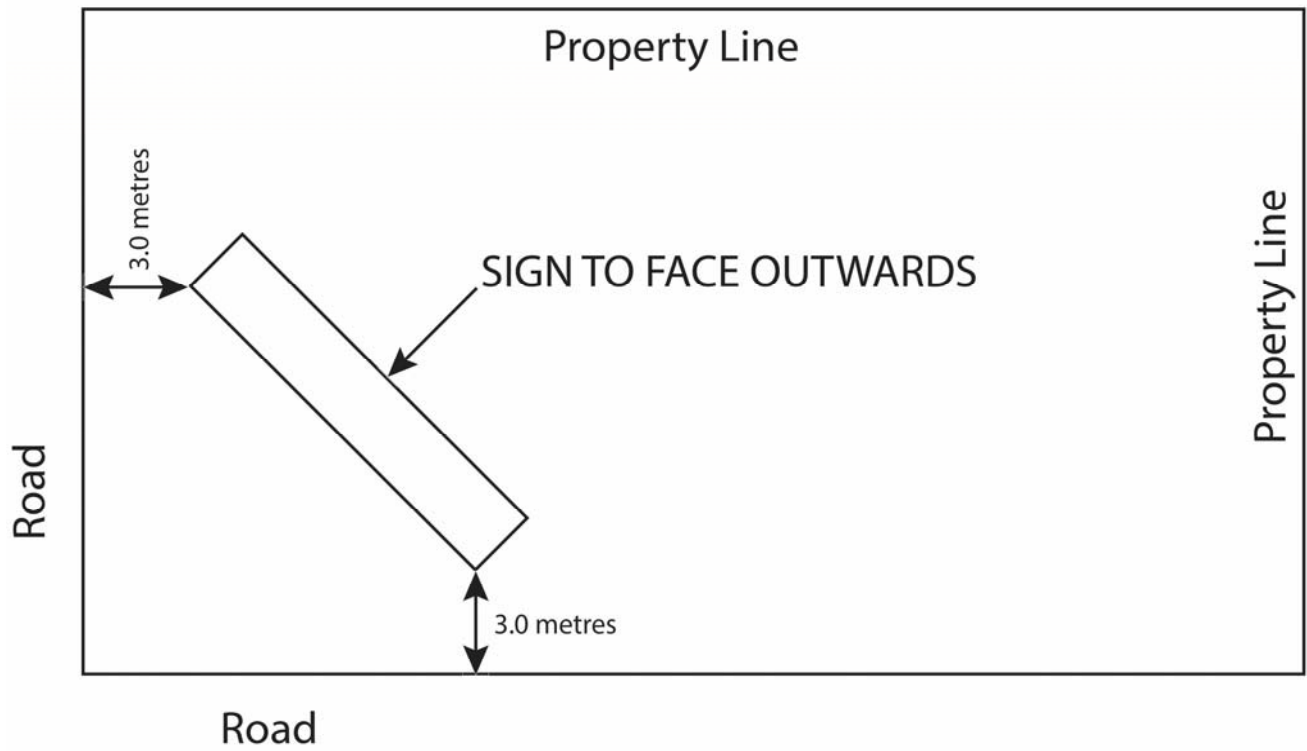 Property Line
3.0 metres
SIGN TO FACE OUTWARDS
Property Line
Road
3.0 metres
Road